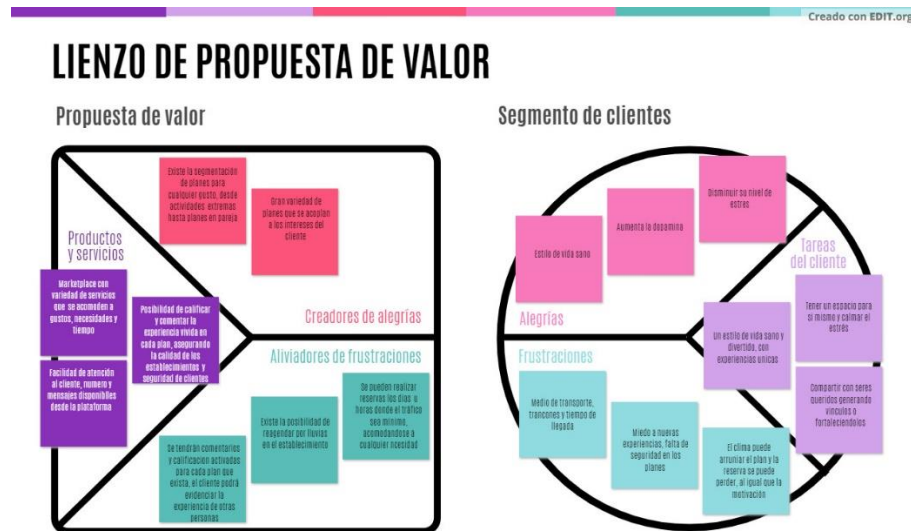 Creado con EDIT.org
LIENZO DE PROPUESTA DE VALOR
Propuesta de valor
Existe la segmentación
de planes para
cualquier gusto, desde
actividades extremas
hasta planes en pareja
Gran variedad de
planes que se acoplan
a los intereses del
cliente
Productos
y servicios
Marketplace con
variedad de servicios
que se acomoden a
gustos, necesidades y
tiempo
Posibilidad de calificar
y comentar la
experiencia vivida en
cada plan, asegurando
la calidad de los
establecimientos y
seguridad de clientes
Facilidad de atención
al cliente, numero y
mensajes disponibles
desde la plataforma
Creadores de alegrías
Aliviadores de frustraciones
Se pueden realizar
reservas los días u
horas donde el tráfico
sea mínimo,
acomodandose a
cualquier ncesidad
Existe la posibilidad de
reagendar por lluvias
en el establecimiento
Se tendrán comentarios
y calificacion activadas
para cada plan que
exista, el cliente podrá
evidenciar la
experiencia de otras
personas
Segmento de clientes
Disminuir su nivel de
estres
Aumenta la dopamina
Estilo de vida sano
Alegrías
Tareas
del cliente
Tener un espacio para
si mismo y calmar el
estrés
Un estilo de vida sano y
divertido, con
experiencias unicas
Compartir con seres
queridos generando
vinculos o
fortaleciendolos
Frustraciones
Medio de transporte,
trancones y tiempo de
llegada
Miedo a nuevas
experiencias, falta de
seguridad en los
planes
El clima puede
arruniar el plan y la
reserva se puede
perder, al igual que la
motivación